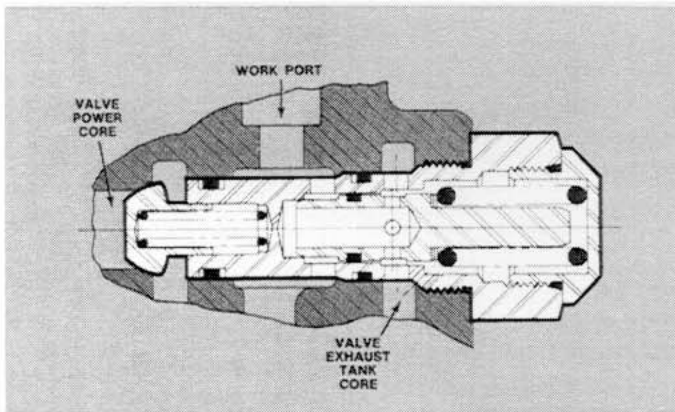 WORK PORT
VALVE
POWER
CORE
VALVE
EXHAUST
TANK
CORE